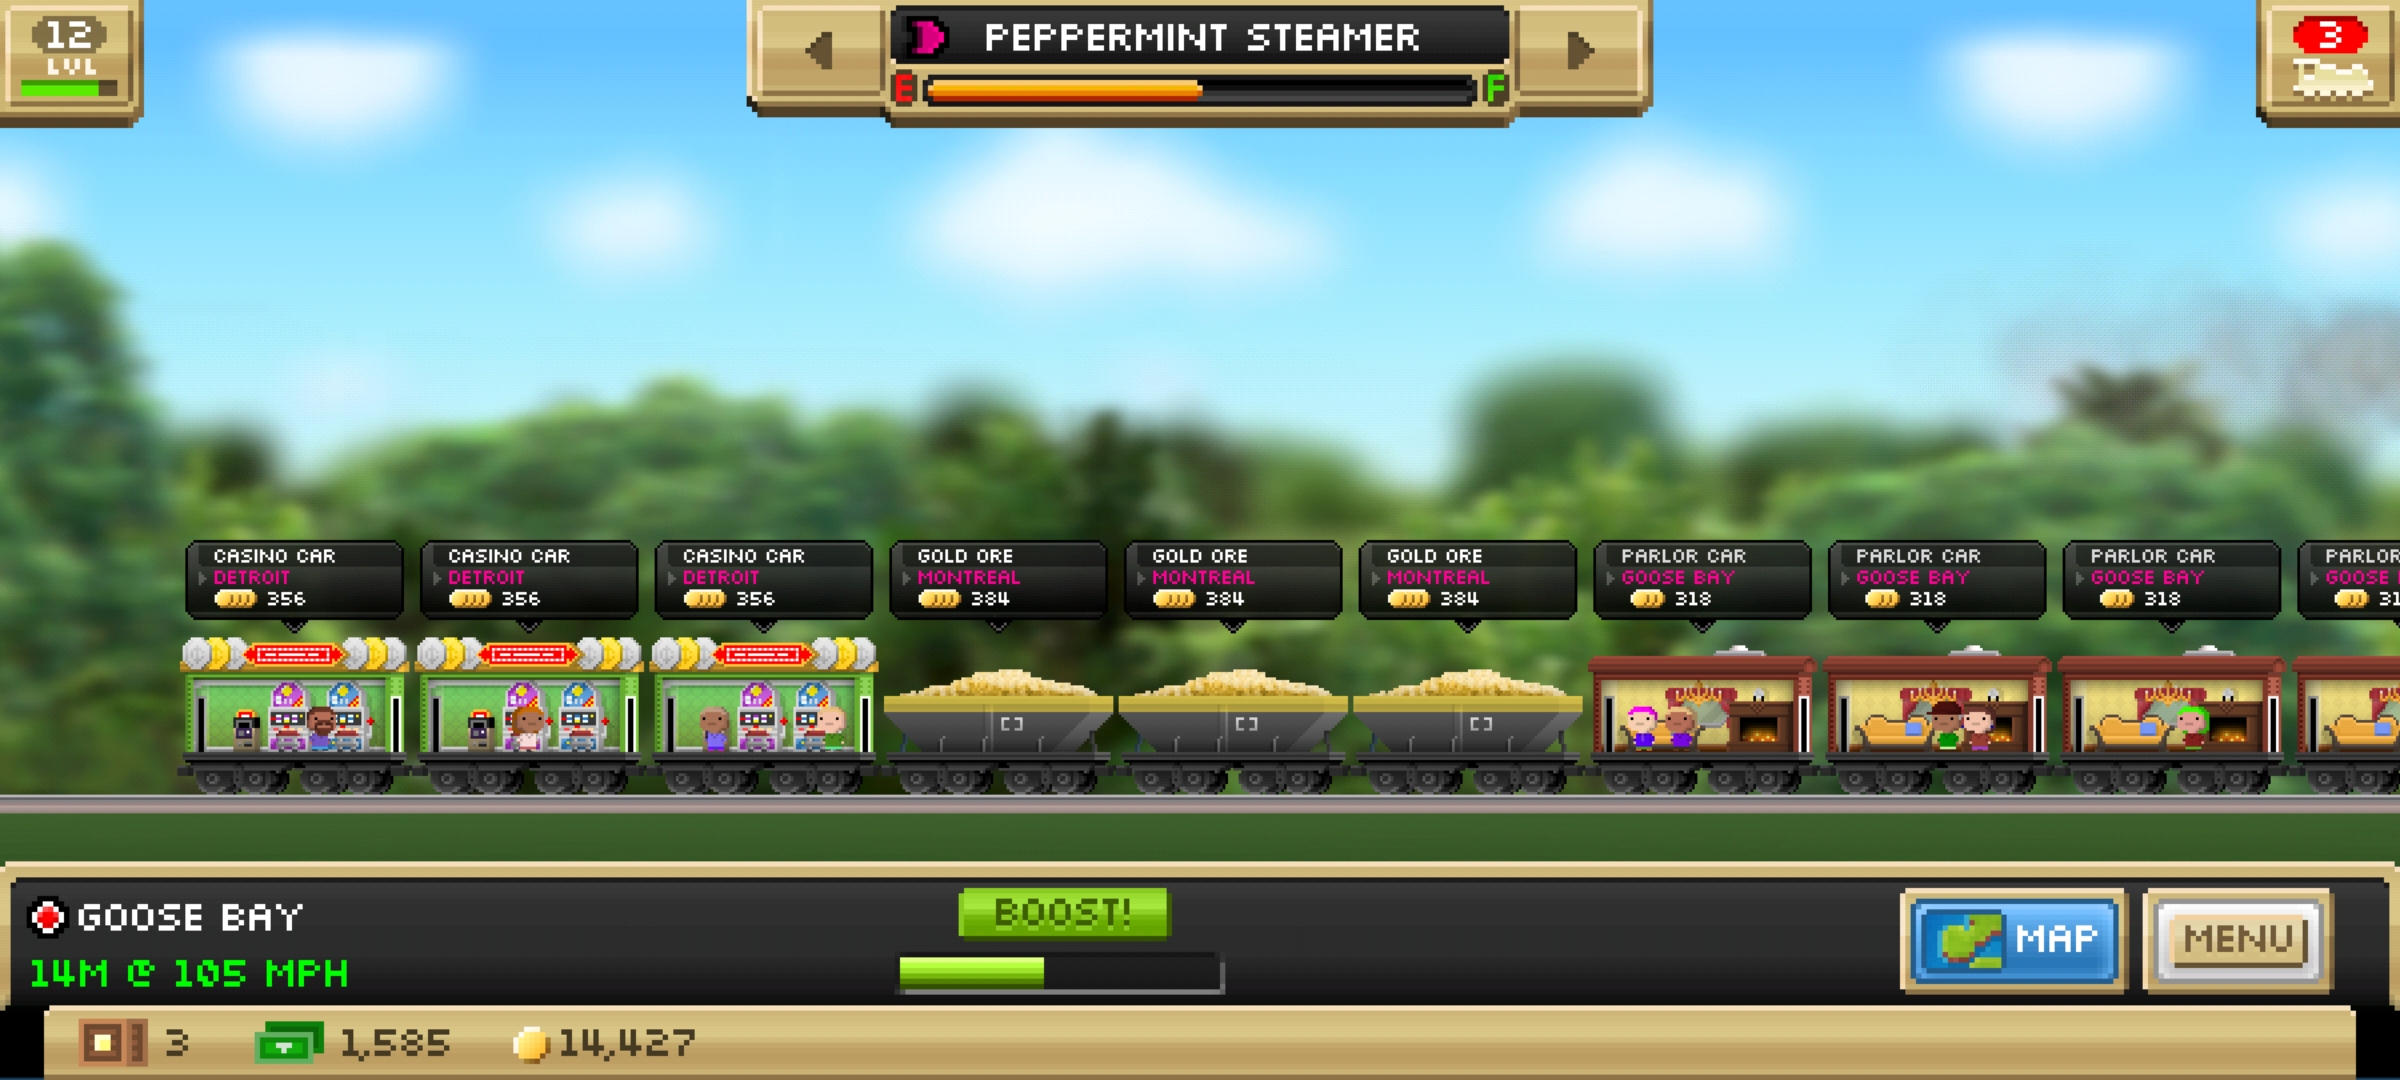 12
LVL
PEPPERMINT STEAMER
E F
3
CASINO CAR
DETROIT
356
CASINO CAR
DETROIT
356
CASINO CAR
DETROIT
356
GOLD ORE
MONTREAL
384
GOLD ORE
MONTREAL
384
GOLD ORE
MONTREAL
384
PARLOR CAR
GOOSE BAY
318
PARLOR CAR
GOOSE BAY
318
PARLOR CAR
GOOSE BAY
318
PARLOR
GOOSE
31
GOOSE BAY
14M @ 105 MPH
BOOST!
MAP
MENU
3
1,585
14,427